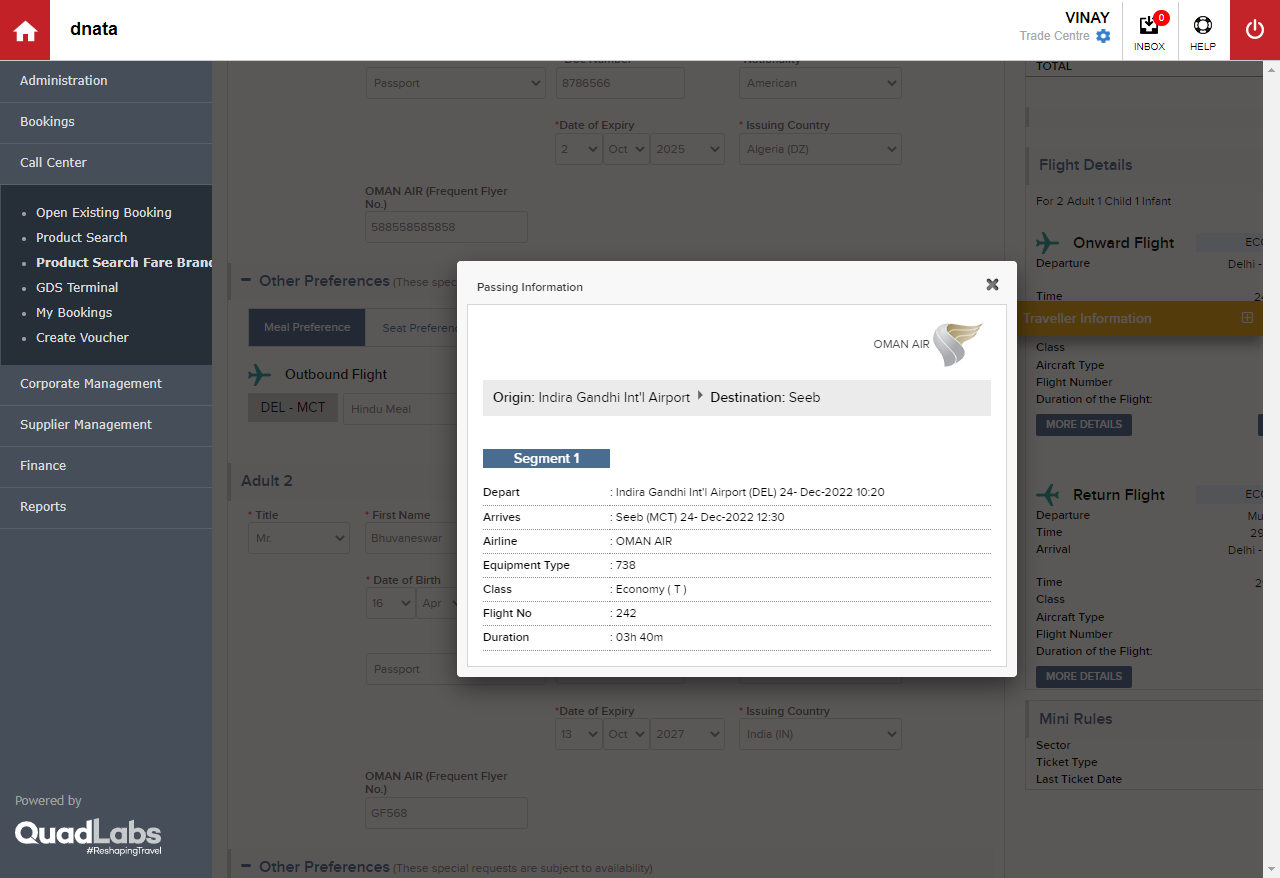 dnata
VINAY
Trade Centre
0
INBOX
HELP
Administration
Bookings
Call Center
Open Existing Booking
Product Search
Product Search Fare Brand
GDS Terminal
My Bookings
Create Voucher
Corporate Management
Supplier Management
Finance
Reports
Powered by
QuadLabs
#ReshapingTravel
Passport
8786566
American
*Date of Expiry
* Issuing Country
2
Oct
2025
Algeria (DZ)
OMAN AIR (Frequent Flyer
No.)
588558585858
Other Preferences (These spec
Meal Preference
Seat Preferenc
Outbound Flight
DEL - MCT
Hindu Meal
Adult 2
* Title
* First Name
Mr.
Bhuvaneswar
* Date of Birth
16
Apr
Passport
*Date of Expiry
* Issuing Country
13
Oct
2027
India (IN)
OMAN AIR (Frequent Flyer
No.)
GF568
Other Preferences (These special requests are subject to availability)
Passing Information
OMAN AIR
Origin: Indira Gandhi Int'l Airport Destination: Seeb
Segment 1
Depart : Indira Gandhi Int'l Airport (DEL) 24- Dec-2022 10:20
Arrives : Seeb (MCT) 24- Dec-2022 12:30
Airline : OMAN AIR
Equipment Type : 738
Class : Economy ( T )
Flight No : 242
Duration : 03h 40m
TOTAL
Flight Details
For 2 Adult 1 Child 1 Infant
Onward Flight
ECO
Departure Delhi -
Time 24
Traveller Information
Class
Aircraft Type
Flight Number
Duration of the Flight:
MORE DETAILS
Return Flight
ECO
Departure Mu
Time 29
Arrival Delhi -
Time 2
Class
Aircraft Type
Flight Number
Duration of the Flight:
MORE DETAILS
Mini Rules
Sector
Ticket Type
Last Ticket Date